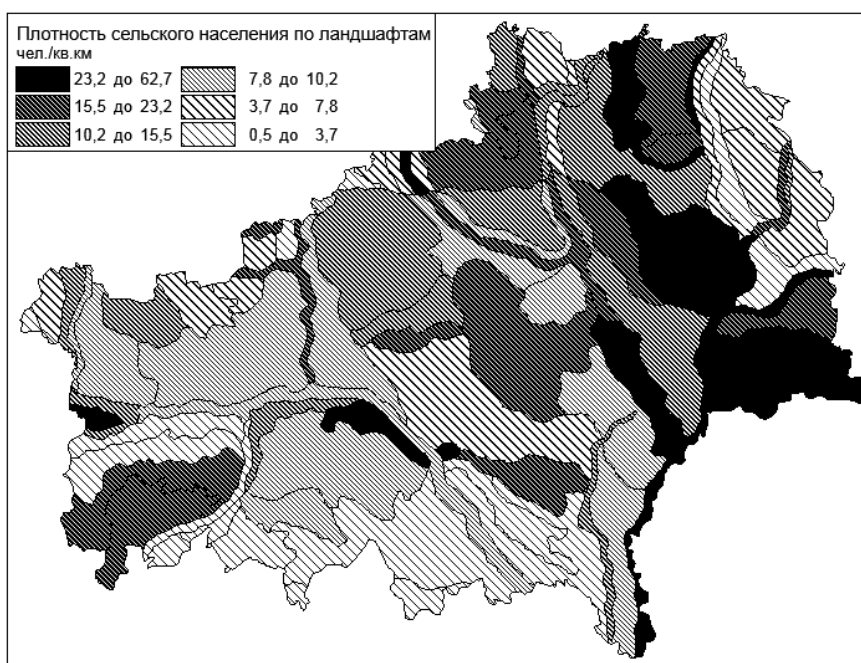 Плотность сельского населения по ландшафтам
чел./кв.км
23,2 до 62,7 7,8 до 10,2
15,5 до 23,2 3,7 до 7,8
10,2 до 15,5 0,5 до 3,7